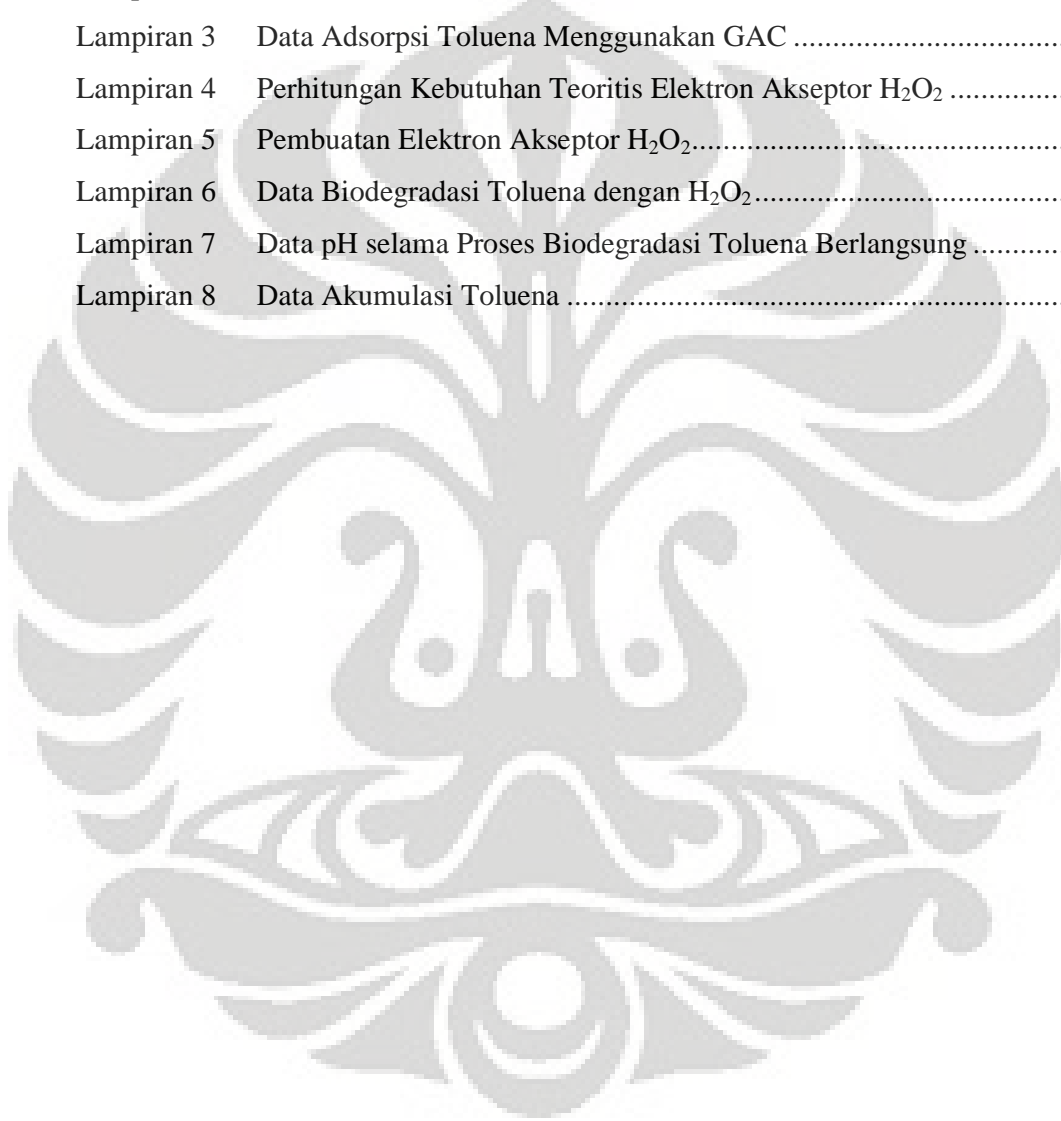 Lampiran 3 Data Adsorpsi Toluena Menggunakan GAC ...................................
Lampiran 4 Perhitungan Kebutuhan Teoritis Elektron Akseptor H₂O₂ ...............
Lampiran 5 Pembuatan Elektron Akseptor H₂O₂................................................
Lampiran 6 Data Biodegradasi Toluena dengan H₂O₂........................................
Lampiran 7 Data pH selama Proses Biodegradasi Toluena Berlangsung ............
Lampiran 8 Data Akumulasi Toluena ................................................................